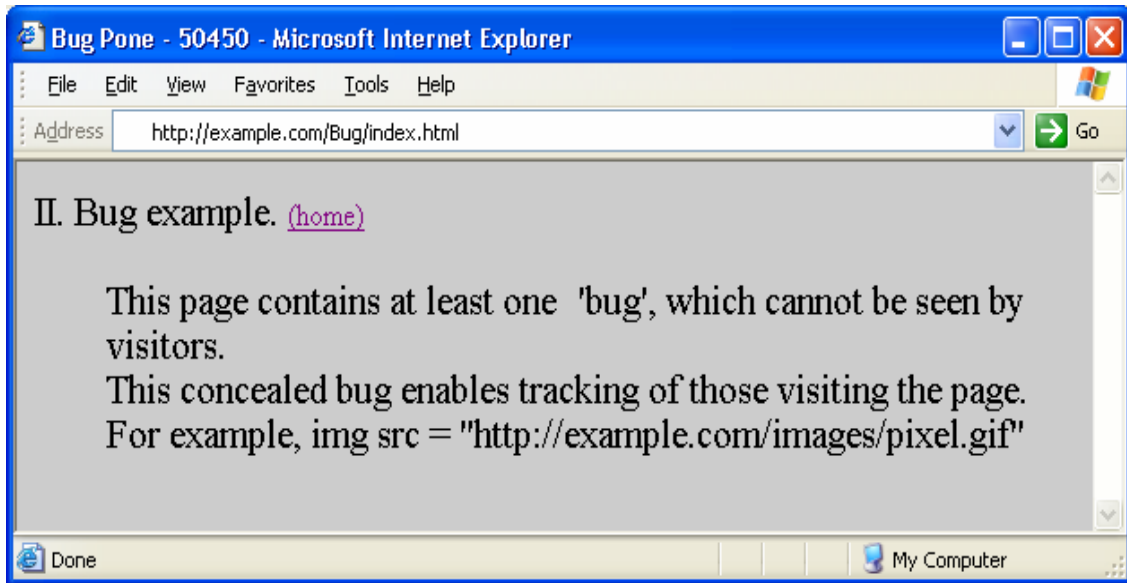 Bug Pone - 50450 - Microsoft Internet Explorer
File Edit View Favorites Tools Help
Address http://example.com/Bug/index.html Go
II. Bug example. (home)
This page contains at least one 'bug', which cannot be seen by
visitors.
This concealed bug enables tracking of those visiting the page.
For example, img src = "http://example.com/images/pixel.gif"
Done My Computer